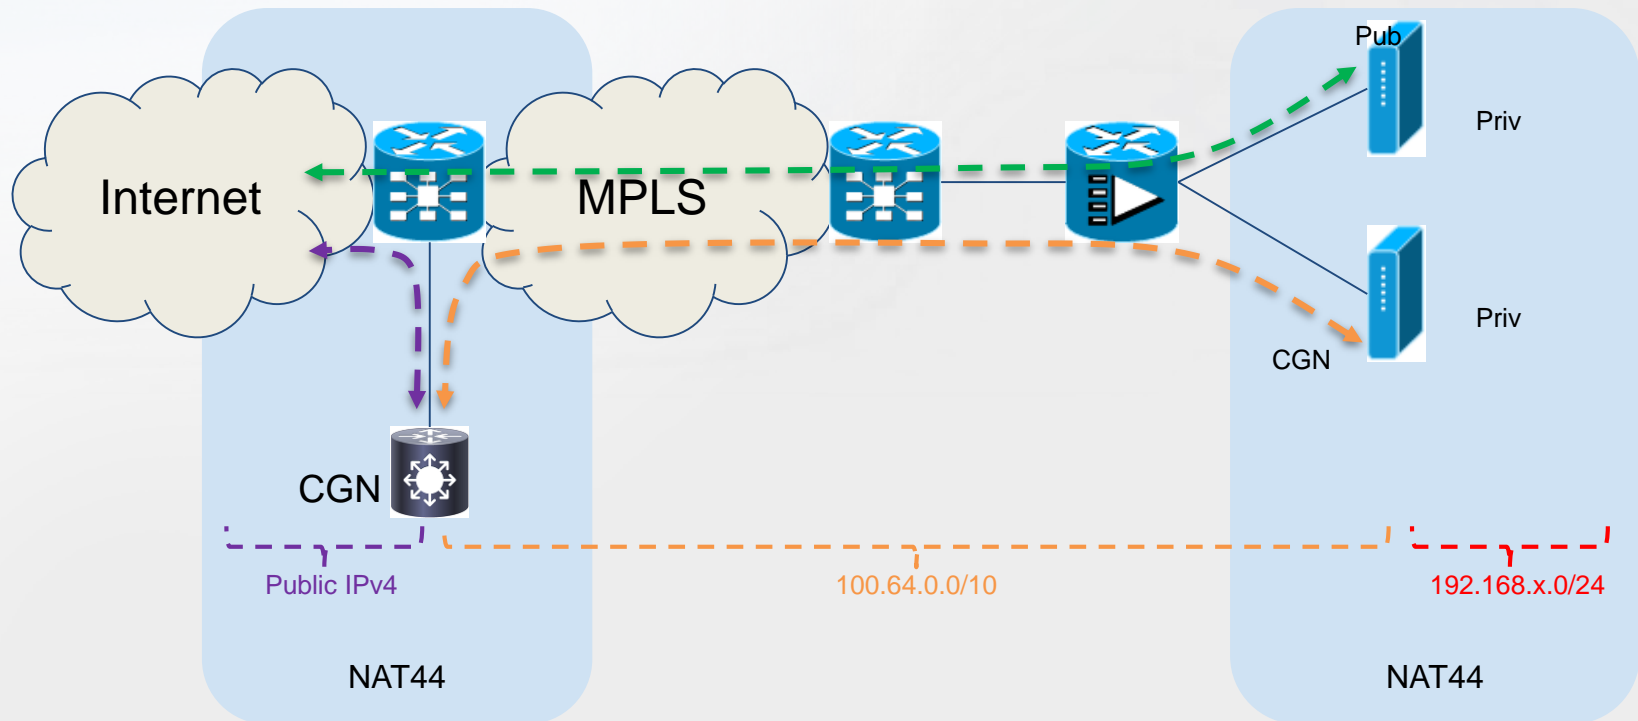 Pub
Priv
Internet
MPLS
Priv
CGN
CGN
Public IPv4
100.64.0.0/10
192.168.x.0/24
NAT44
NAT44